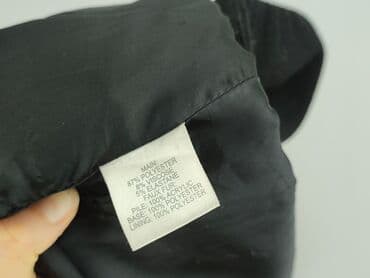 MAIN:
87% POLYESTER
8% VISCOSE
5% ELASTANE
FAUX FUR:
PILE: 100% ACRYLIC
BASE: 100% POLYESTER
LINING: 100% POLYESTER